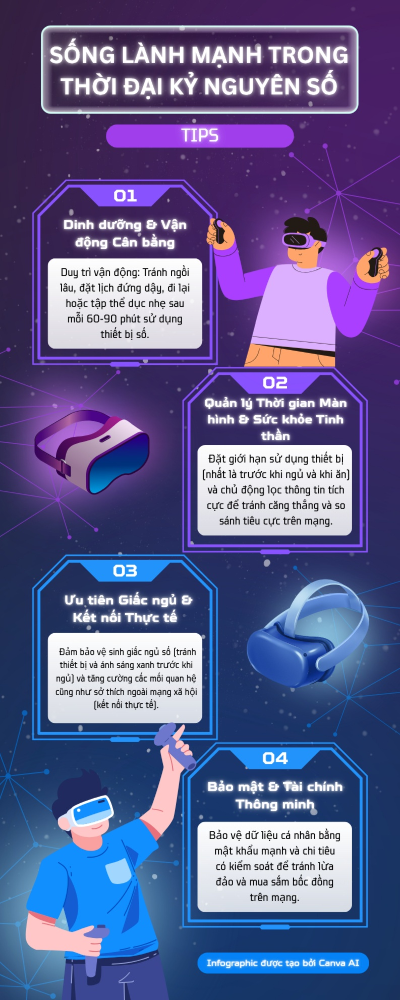 SỐNG LÀNH MẠNH TRONG
THỜI ĐẠI KỶ NGUYÊN SỐ
TIPS
01
Dinh dưỡng & Vận
động Cân bằng
Duy trì vận động: Tránh ngồi
lâu, đặt lịch đứng dậy, đi lại
hoặc tập thể dục nhẹ sau
mỗi 60-90 phút sử dụng
thiết bị số.
02
Quản lý Thời gian Màn
hình & Sức khỏe Tinh
thần
Đặt giới hạn sử dụng thiết bị
(nhất là trước khi ngủ và khi ăn)
và chủ động lọc thông tin tích
cực để tránh căng thẳng và so
sánh tiêu cực trên mạng.
03
Ưu tiên Giấc ngủ &
Kết nối Thực tế
Đảm bảo vệ sinh giấc ngủ số (tránh
thiết bị và ánh sáng xanh trước khi
ngủ) và tăng cường cấc mối quan hệ
cũng như sở thích ngoài mạng xã hội
(kết nối thực tế).
04
Bảo mật & Tài chính
Thông minh
Bảo vệ dữ liệu cá nhân bằng
mật khẩu mạnh và chi tiêu
có kiểm soát để tránh lừa
đảo và mua sắm bốc đồng
trên mạng.
Infographic được tạo bởi Canva AI